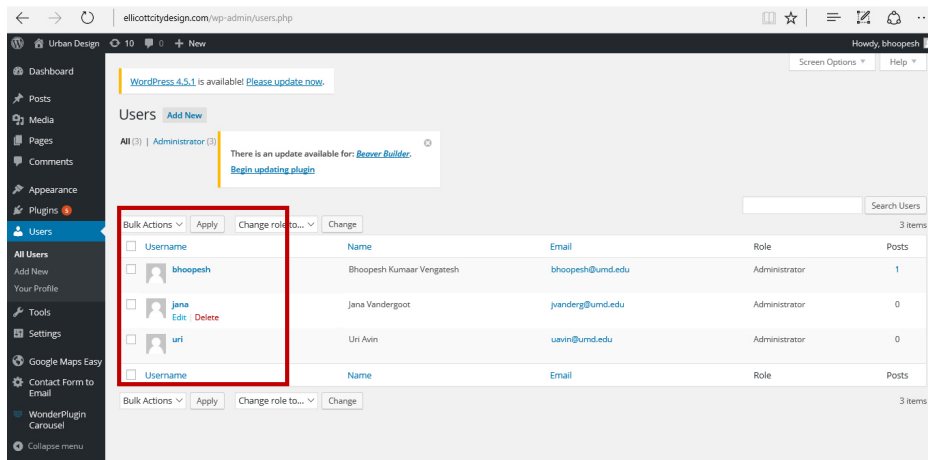 ellicottcitydesign.com/wp-admin/users.php
Urban Design 10 0 + New Howdy, bhoopesh
Screen Options Help
Dashboard
Posts
Media
Pages
Comments
Appearance
Plugins 5
Users
All Users
Add New
Your Profile
Tools
Settings
Google Maps Easy
Contact Form to
Email
WonderPlugin
Carousel
Collapse menu
WordPress 4.5.1 is available! Please update now.
Users Add New
All (3) | Administrator (3)
There is an update available for: Beaver Builder.
Begin updating plugin
Search Users
Bulk Actions Apply Change role to... Change 3 items
Username Name Email Role Posts
bhoopesh Bhoopesh Kumaar Vengatesh bhoopesh@umd.edu Administrator 1
jana Jana Vandergoot jvanderg@umd.edu Administrator 0
Edit | Delete
uri Uri Avin uavin@umd.edu Administrator 0
Username Name Email Role Posts
Bulk Actions Apply Change role to... Change 3 items